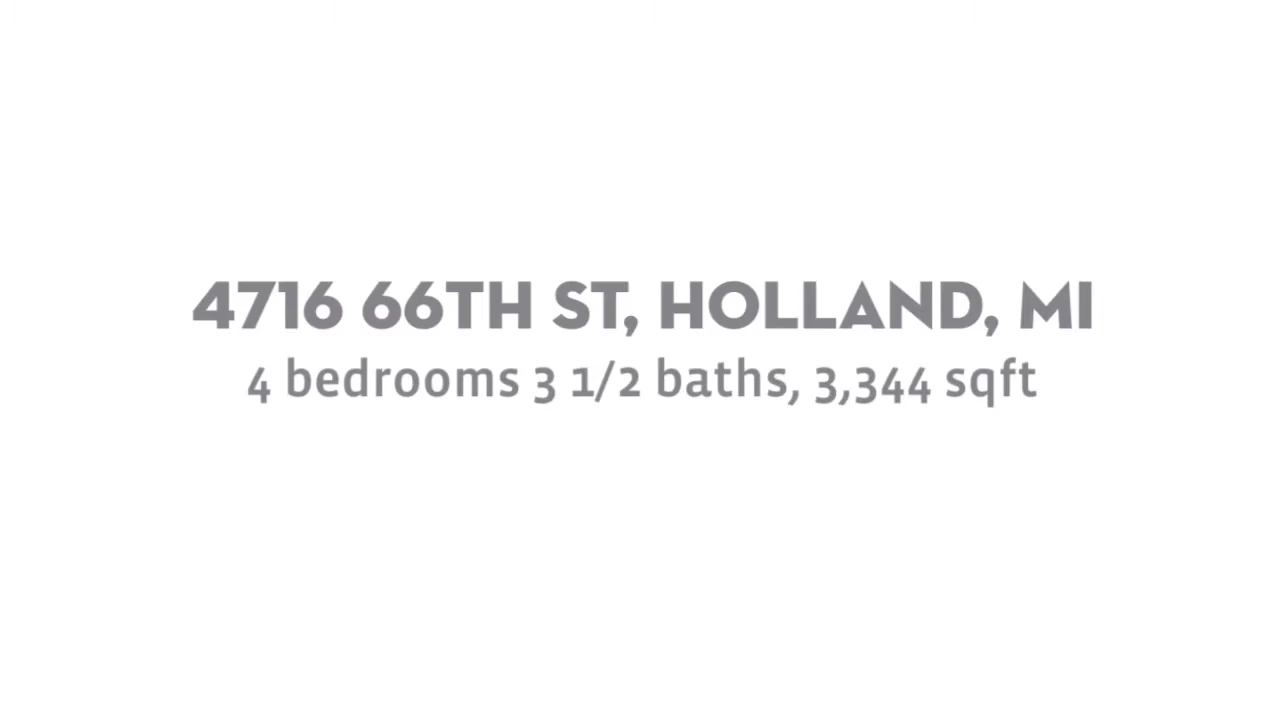 4716 66TH ST, HOLLAND, MI
4 bedrooms 3 1/2 baths, 3,344 sqft